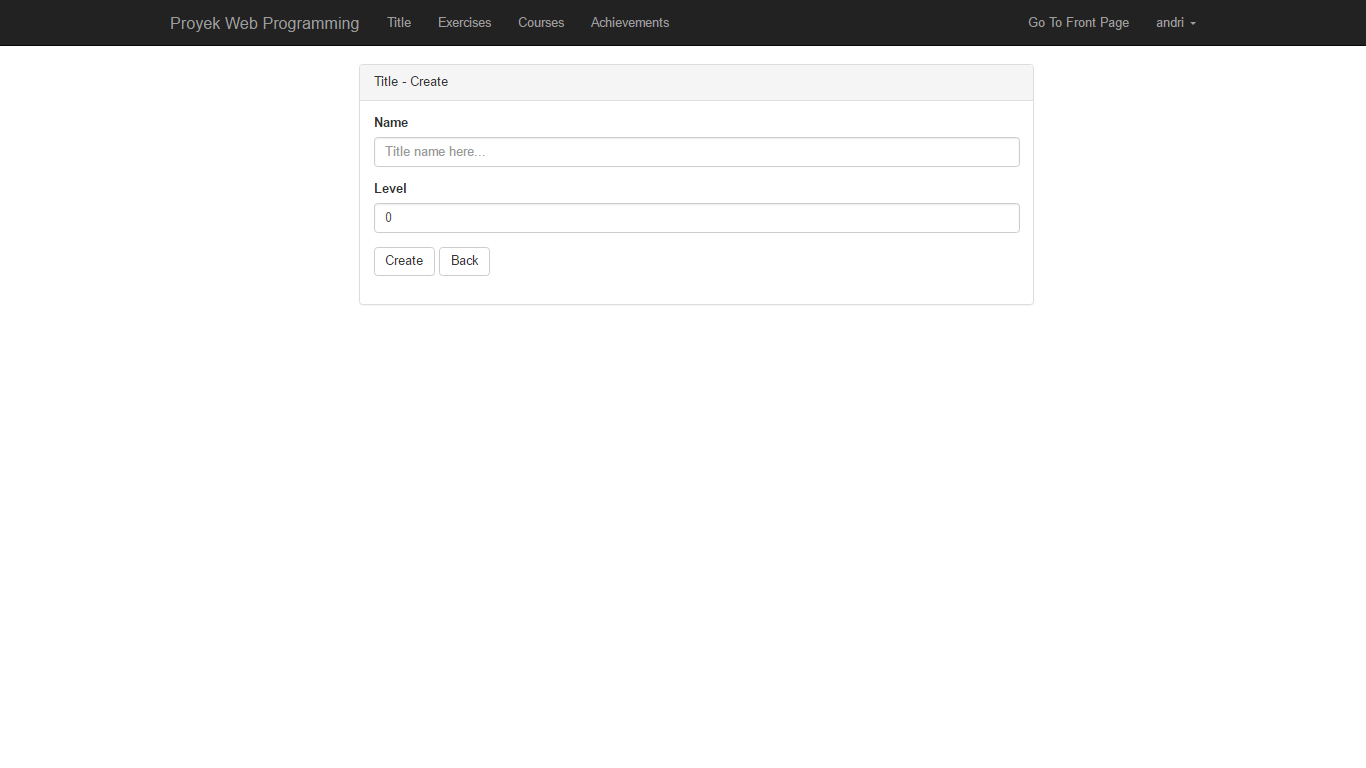 Proyek Web Programming Title Exercises Courses Achievements Go To Front Page andri
Title - Create
Name
Title name here...
Level
0
Create Back